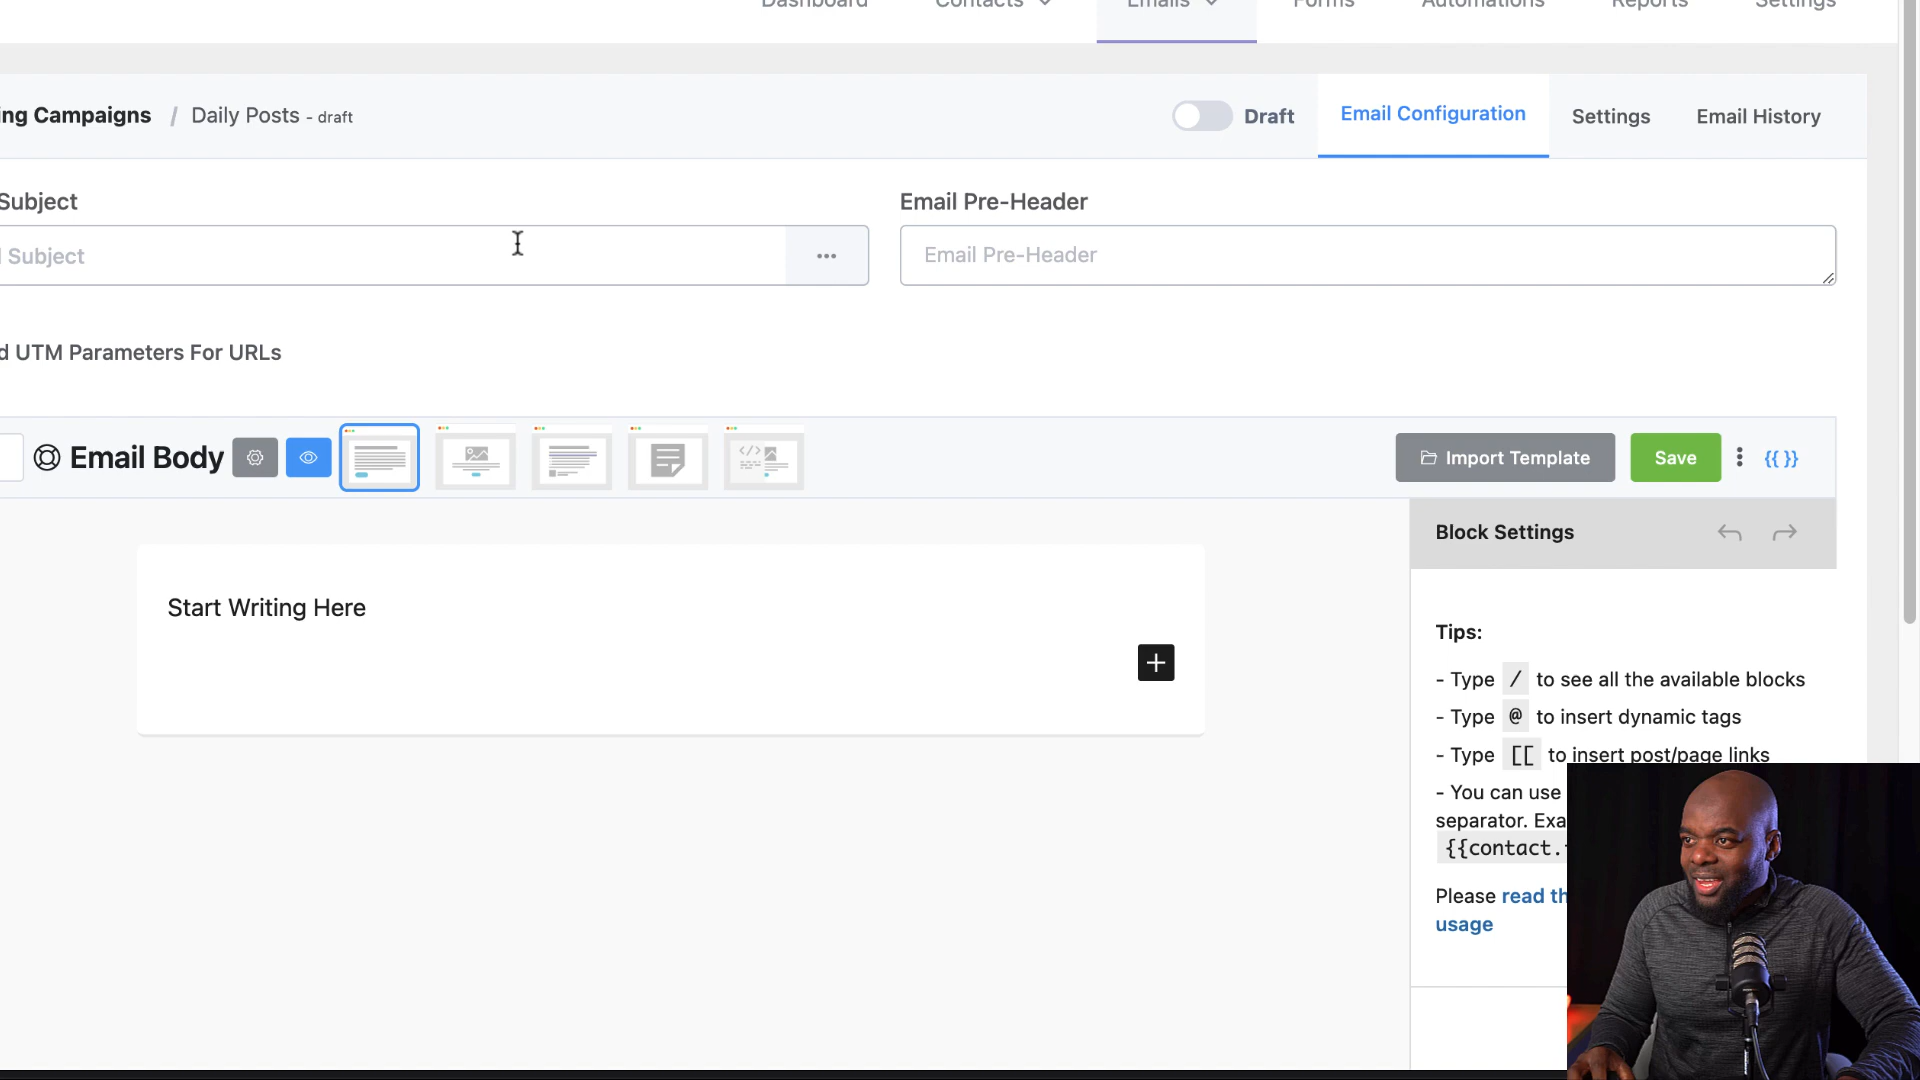 Dashboard Contacts Emails Forms Automations Reports Settings
ing Campaigns / Daily Posts - draft
Draft Email Configuration Settings Email History
Subject
Email Pre-Header
Subject ...
Email Pre-Header
UTM Parameters For URLs
Email Body
Import Template Save {{ }}
Block Settings
Start Writing Here
Tips:
- Type / to see all the available blocks
- Type @ to insert dynamic tags
- Type [[ to insert post/page links
- You can use
separator. Exa
{{contact.
Please read th
usage